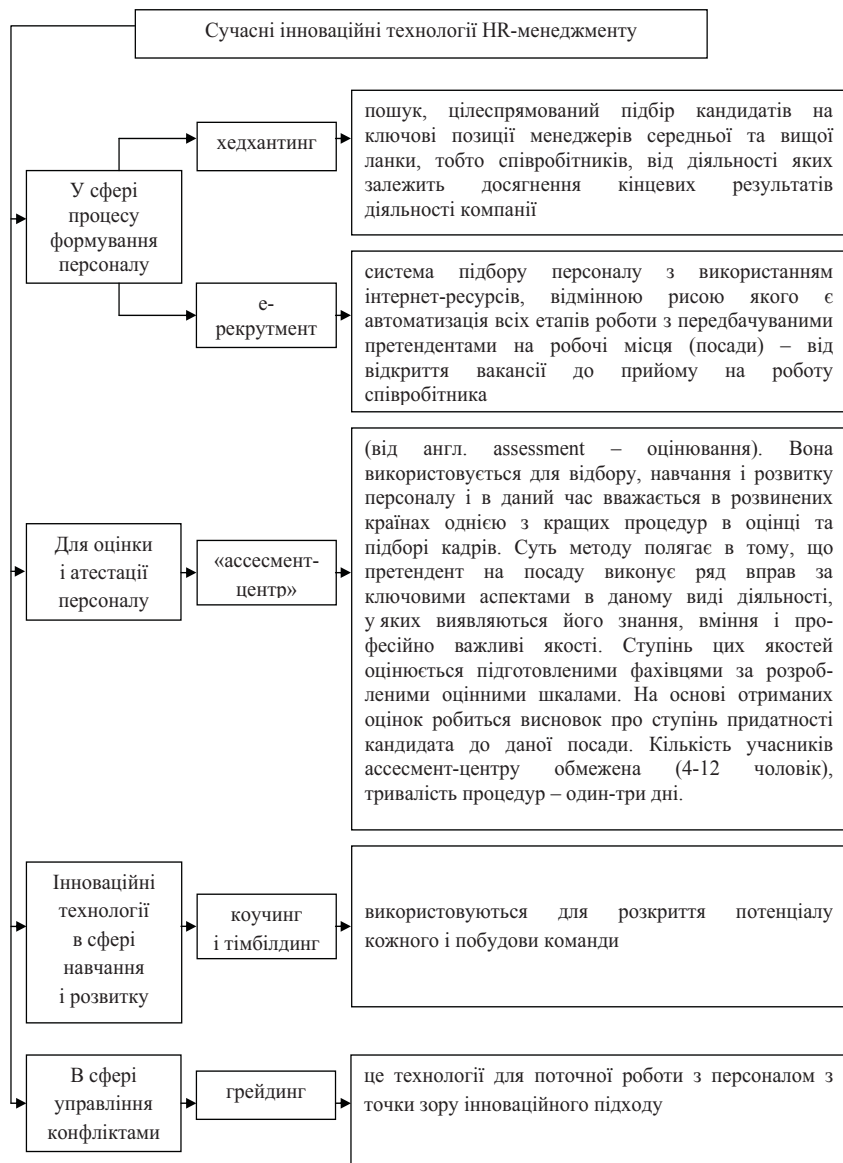 Сучасні інноваційні технології HR-менеджменту
У сфері
процесу
формування
персоналу
хедхантинг
пошук, цілеспрямований підбір кандидатів на
ключові позиції менеджерів середньої та вищої
ланки, тобто співробітників, від діяльності яких
залежить досягнення кінцевих результатів
діяльності компанії
е-
рекрутмент
система підбору персоналу з використанням
інтернет-ресурсів, відмінною рисою якого є
автоматизація всіх етапів роботи з передбачуваними
претендентами на робочі місця (посади) – від
відкриття вакансії до прийому на роботу
співробітника
Для оцінки
і атестації
персоналу
«ассесмент-
центр»
(від англ. assessment – оцінювання). Вона
використовується для відбору, навчання і розвитку
персоналу і в даний час вважається в розвинених
країнах однією з кращих процедур в оцінці та
підборі кадрів. Суть методу полягає в тому, що
претендент на посаду виконує ряд вправ за
ключовими аспектами в даному виді діяльності,
у яких виявляються його знання, вміння і про-
фесійно важливі якості. Ступінь цих якостей
оцінюється підготовленими фахівцями за розроб-
леними оцінними шкалами. На основі отриманих
оцінок робиться висновок про ступінь придатності
кандидата до даної посади. Кількість учасників
ассесмент-центру обмежена (4-12 чоловік),
тривалість процедур – один-три дні.
Інноваційні
технології
в сфері
навчання
і розвитку
коучинг
і тімбілдинг
використовуються для розкриття потенціалу
кожного і побудови команди
В сфері
управління
конфліктами
грейдинг
це технології для поточної роботи з персоналом з
точки зору інноваційного підходу